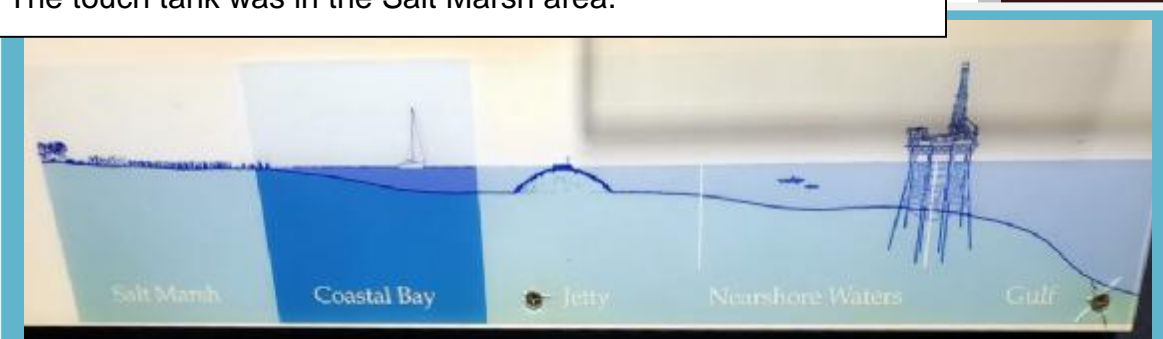 The touch tank was in the Salt Marsh area.
Salt Marsh
Coastal Bay
Jetty
Nearshore Waters
Gulf